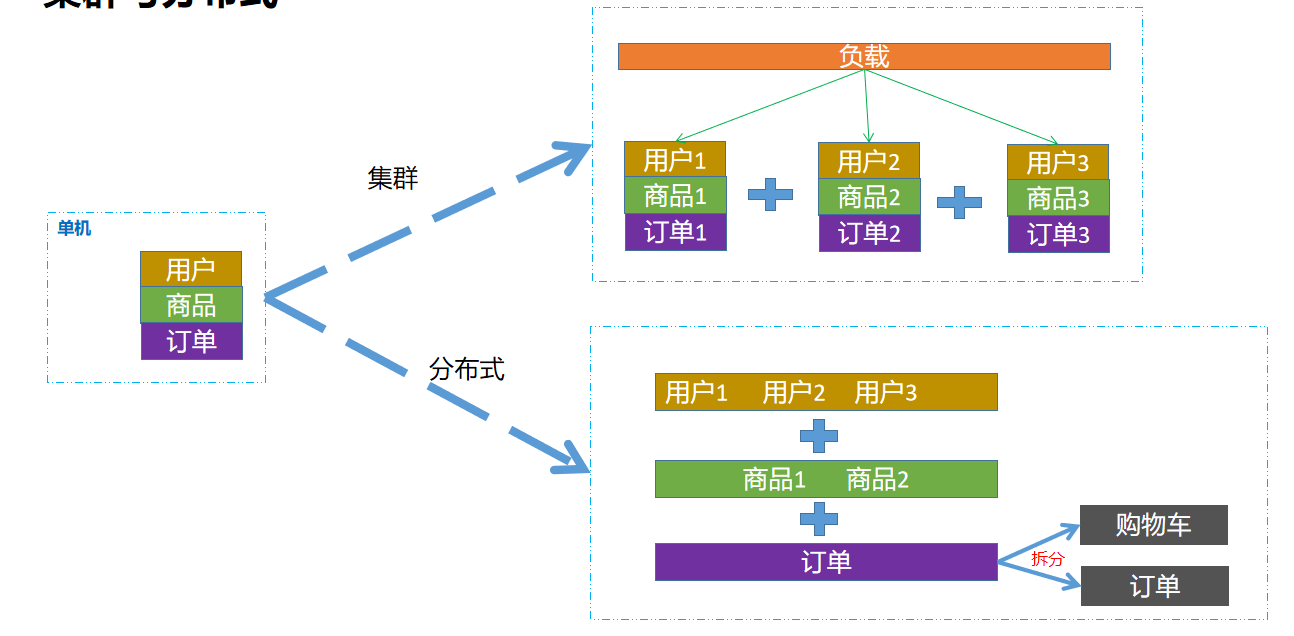 单机
用户
商品
订单
集群
分布式
负载
用户1
商品1
订单1
用户2
商品2
订单2
用户3
商品3
订单3
用户1 用户2 用户3
商品1 商品2
订单
拆分
购物车
订单